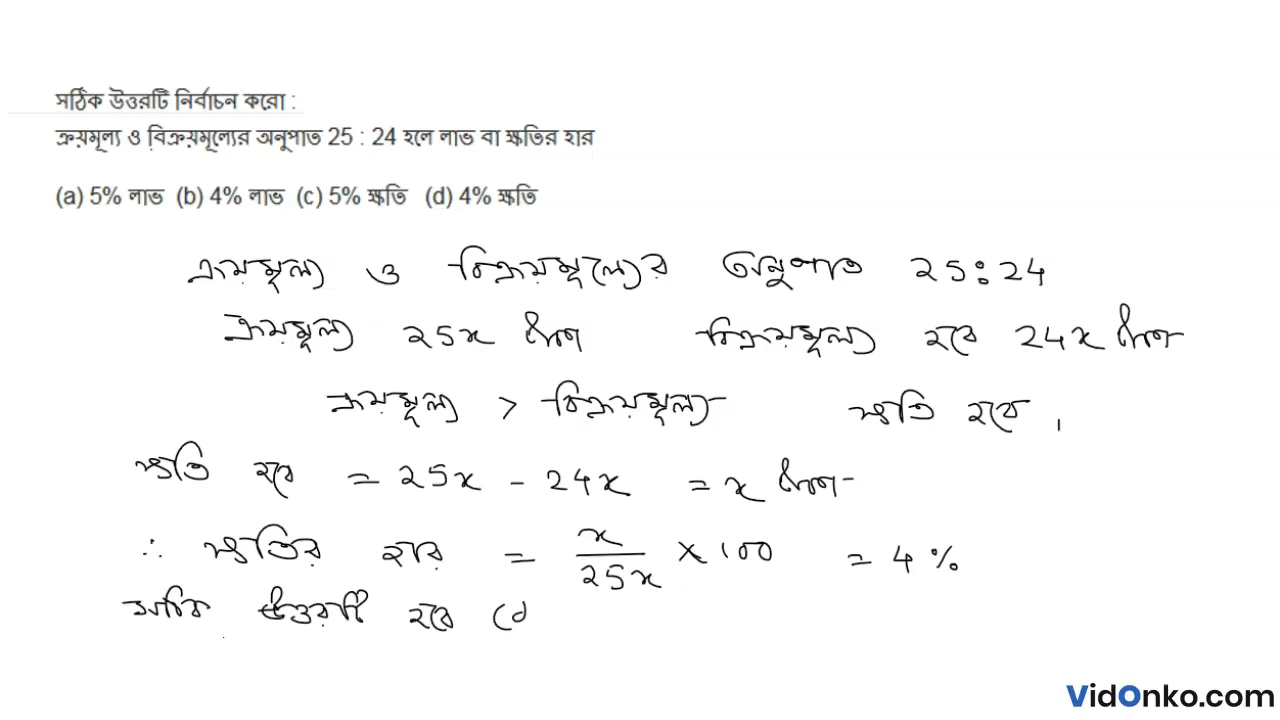 সঠিক উত্তরটি নির্বাচন করো :
ক্রয়মূল্য ও বিক্রয়মূল্যের অনুপাত 25 : 24 হলে লাভ বা ক্ষতির হার
(a) 5% লাভ (b) 4% লাভ (c) 5% ক্ষতি (d) 4% ক্ষতি
ক্রয়মূল্য ও বিক্রয়মূল্যের অনুপাত 25:24
ক্রয়মূল্য 25x টাকা বিক্রয়মূল্য হবে 24x টাকা
ক্রয়মূল্য > বিক্রয়মূল্য ক্ষতি হবে ।
ক্ষতি হবে = 25x - 24x = x টাকা
∴ ক্ষতির হার = x/25x × 100 = 4 %
সঠিক উত্তরটি হবে (d
VidOnko.com